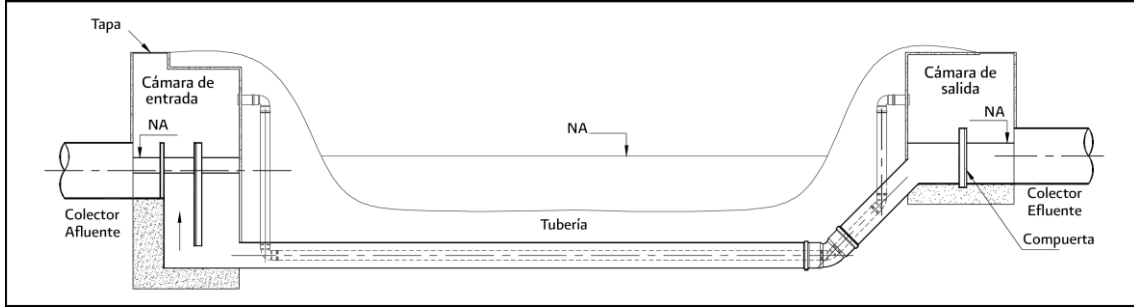 Tapa
Cámara de
entrada
NA
Colector
Afluente
NA
Tubería
Cámara de
salida
NA
Colector
Efluente
Compuerta